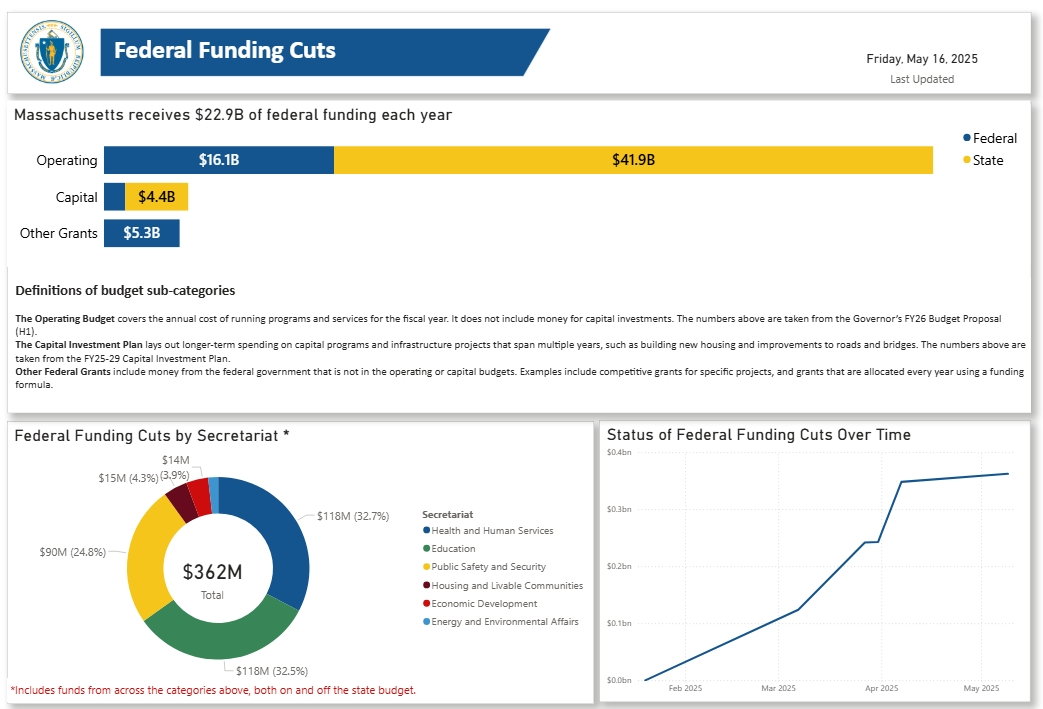 Federal Funding Cuts
Friday, May 16, 2025
Last Updated
Massachusetts receives $22.9B of federal funding each year
Federal
State
Operating
$16.1B
$41.9B
Capital
$4.4B
Other Grants
$5.3B
Definitions of budget sub-categories
The Operating Budget covers the annual cost of running programs and services for the fiscal year. It does not include money for capital investments. The numbers above are taken from the Governor's FY26 Budget Proposal
(H1).
The Capital Investment Plan lays out longer-term spending on capital programs and infrastructure projects that span multiple years, such as building new housing and improvements to roads and bridges. The numbers above are
taken from the FY25-29 Capital Investment Plan.
Other Federal Grants include money from the federal government that is not in the operating or capital budgets. Examples include competitive grants for specific projects, and grants that are allocated every year using a funding
formula.
Federal Funding Cuts by Secretariat *
$14M
(3.9%)
$15M (4.3%)
$118M (32.7%)
$90M (24.8%)
$362M
Total
$118M (32.5%)
Secretariat
Health and Human Services
Education
Public Safety and Security
Housing and Livable Communities
Economic Development
Energy and Environmental Affairs
*Includes funds from across the categories above, both on and off the state budget.
Status of Federal Funding Cuts Over Time
$0.4bn
$0.3bn
$0.2bn
$0.1bn
$0.0bn
Feb 2025
Mar 2025
Apr 2025
May 2025